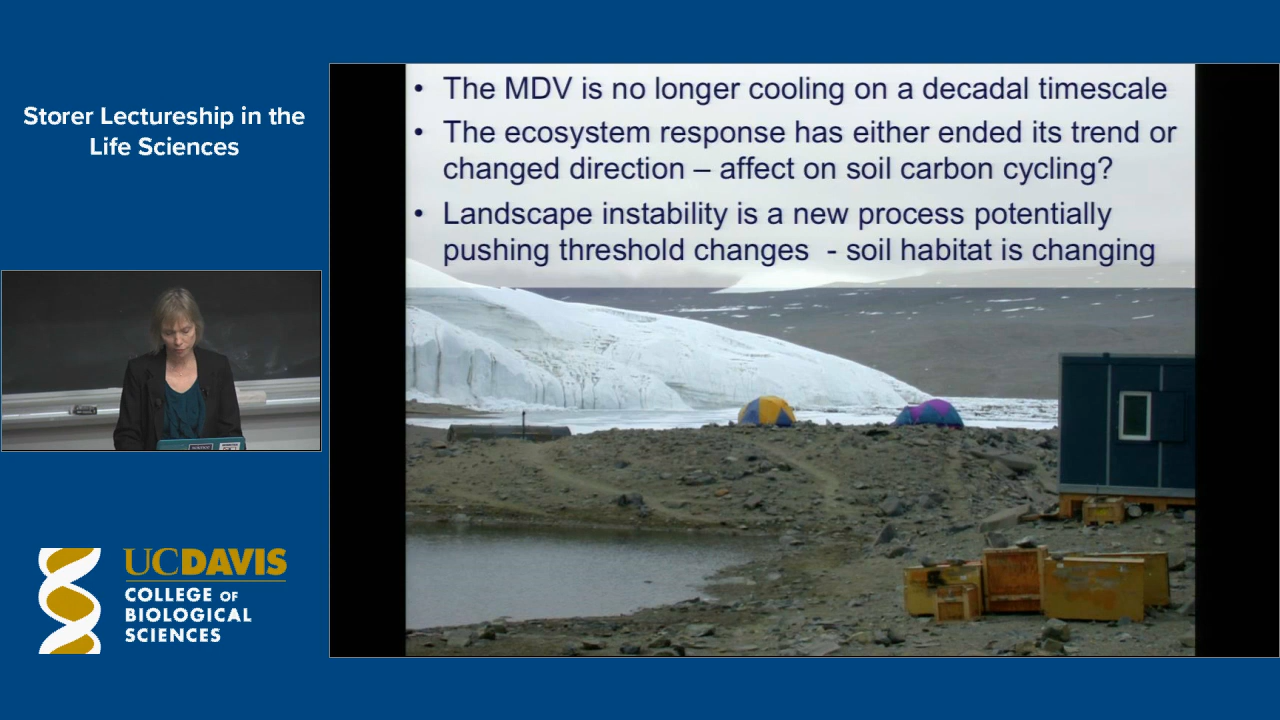 Storer Lectureship in the
Life Sciences
• The MDV is no longer cooling on a decadal timescale
• The ecosystem response has either ended its trend or
changed direction – affect on soil carbon cycling?
• Landscape instability is a new process potentially
pushing threshold changes - soil habitat is changing
UCDAVIS
COLLEGE OF
BIOLOGICAL
SCIENCES